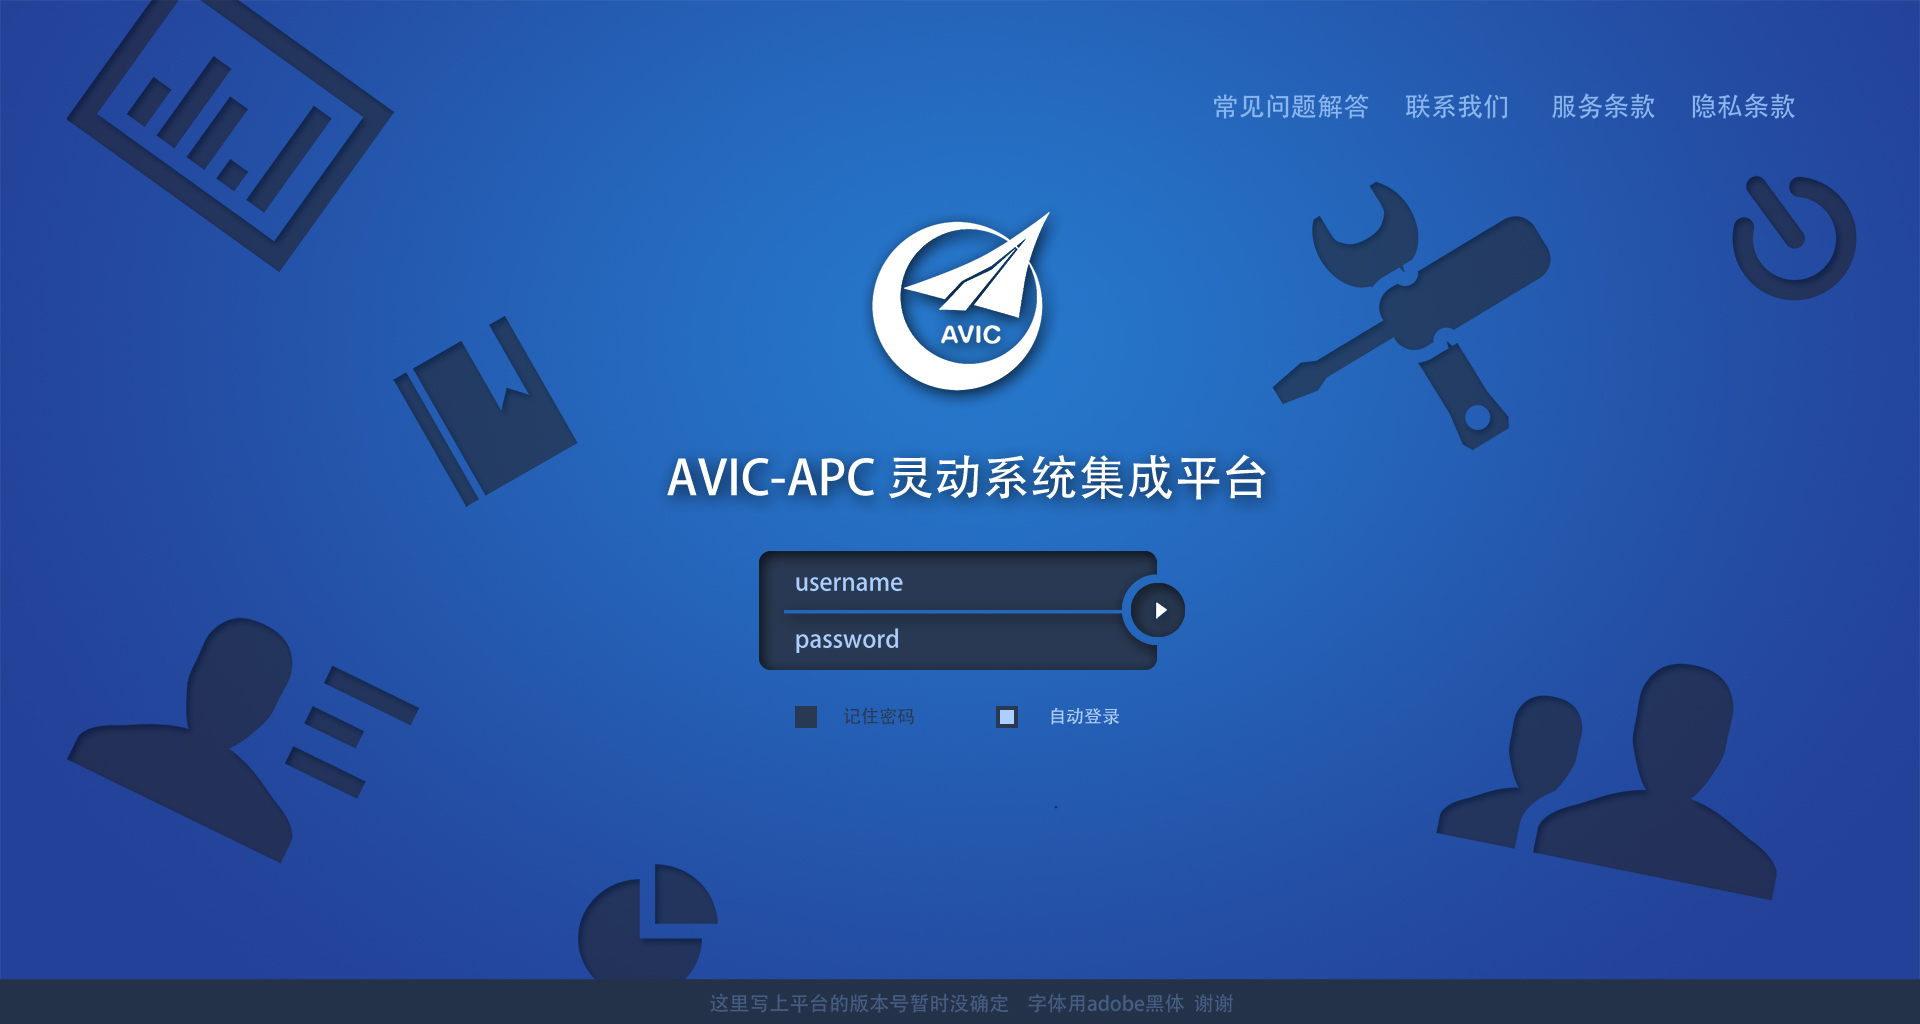 常见问题解答 联系我们 服务条款 隐私条款
AVIC
AVIC-APC 灵动系统集成平台
username
password
记住密码 自动登录
这里写上平台的版本号暂时没确定 字体用adobe黑体 谢谢